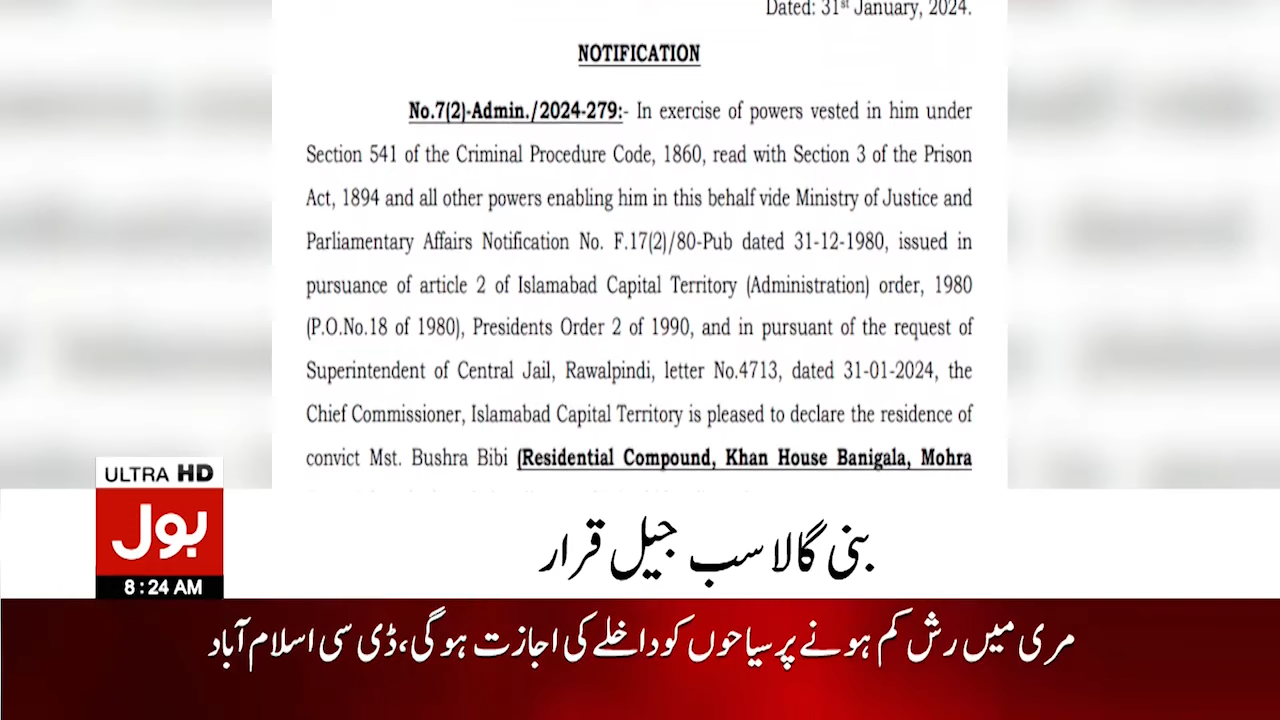 Dated: 31st January, 2024.
NOTIFICATION
No.7(2)-Admin./2024-279:- In exercise of powers vested in him under
Section 541 of the Criminal Procedure Code, 1860, read with Section 3 of the Prison
Act, 1894 and all other powers enabling him in this behalf vide Ministry of Justice and
Parliamentary Affairs Notification No. F.17(2)/80-Pub dated 31-12-1980, issued in
pursuance of article 2 of Islamabad Capital Territory (Administration) order, 1980
(P.O.No.18 of 1980), Presidents Order 2 of 1990, and in pursuant of the request of
Superintendent of Central Jail, Rawalpindi, letter No.4713, dated 31-01-2024, the
Chief Commissioner, Islamabad Capital Territory is pleased to declare the residence of
convict Mst. Bushra Bibi (Residential Compound, Khan House Banigala, Mohra
ULTRA HD
بول
8:24 AM
بنی گالا سب جیل قرار
مری میں رش کم ہونے پر سیاحوں کو داخلے کی اجازت ہوگی، ڈی سی اسلام آباد